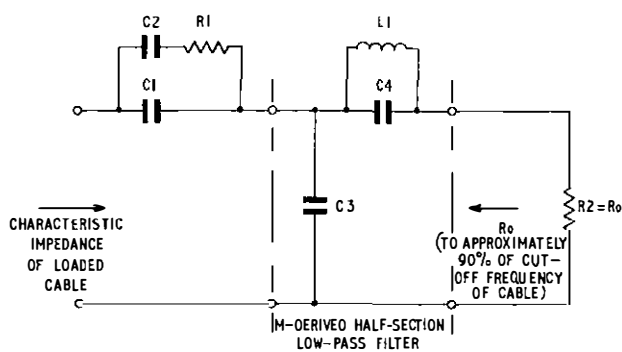 C2
R1
L1
C1
C4
C3
R2=Ro
CHARACTERISTIC
IMPEDANCE
OF LOADED
CABLE
Ro
(TO APPROXIMATELY
90% OF CUT-
OFF FREQUENCY
OF CABLE)
M-DERIVED HALF-SECTION
LOW-PASS FILTER